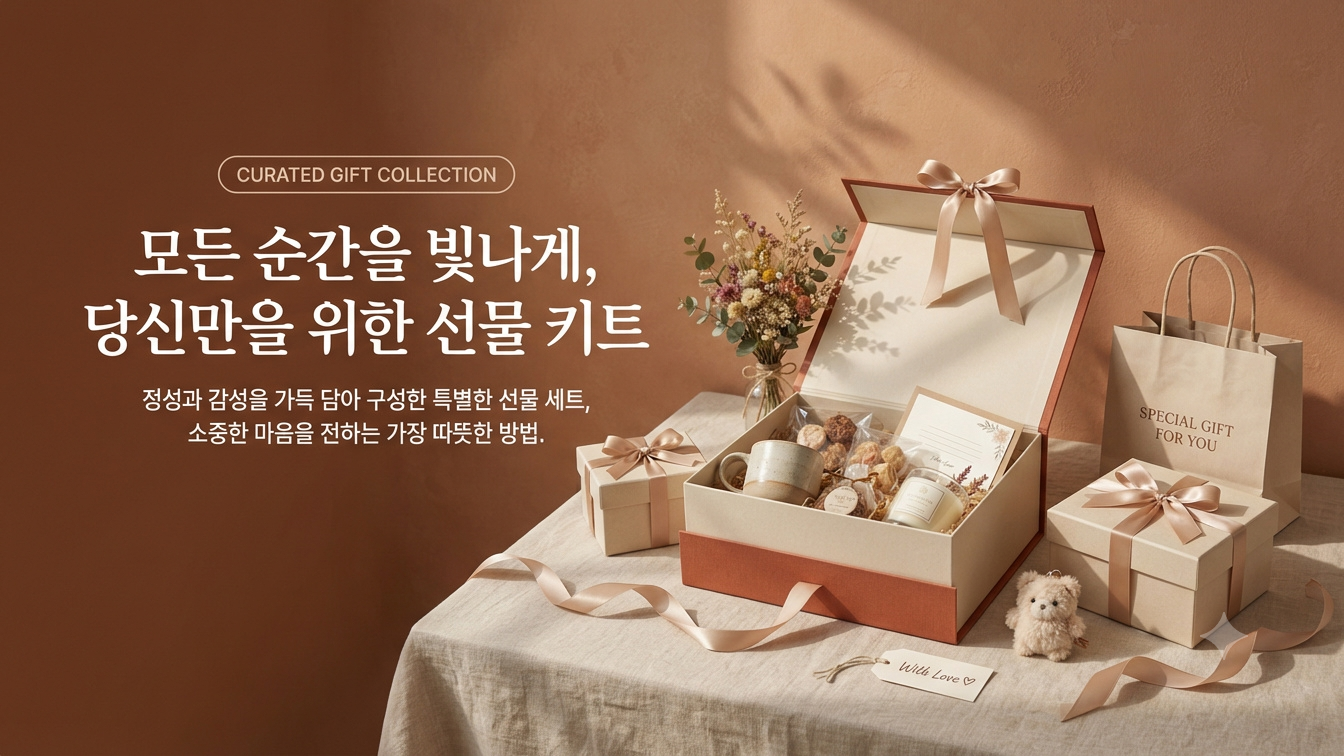 CURATED GIFT COLLECTION
모든 순간을 빛나게,
당신만을 위한 선물 키트
정성과 감성을 가득 담아 구성한 특별한 선물 세트,
소중한 마음을 전하는 가장 따뜻한 방법.
SPECIAL GIFT
FOR YOU
With Love ♡